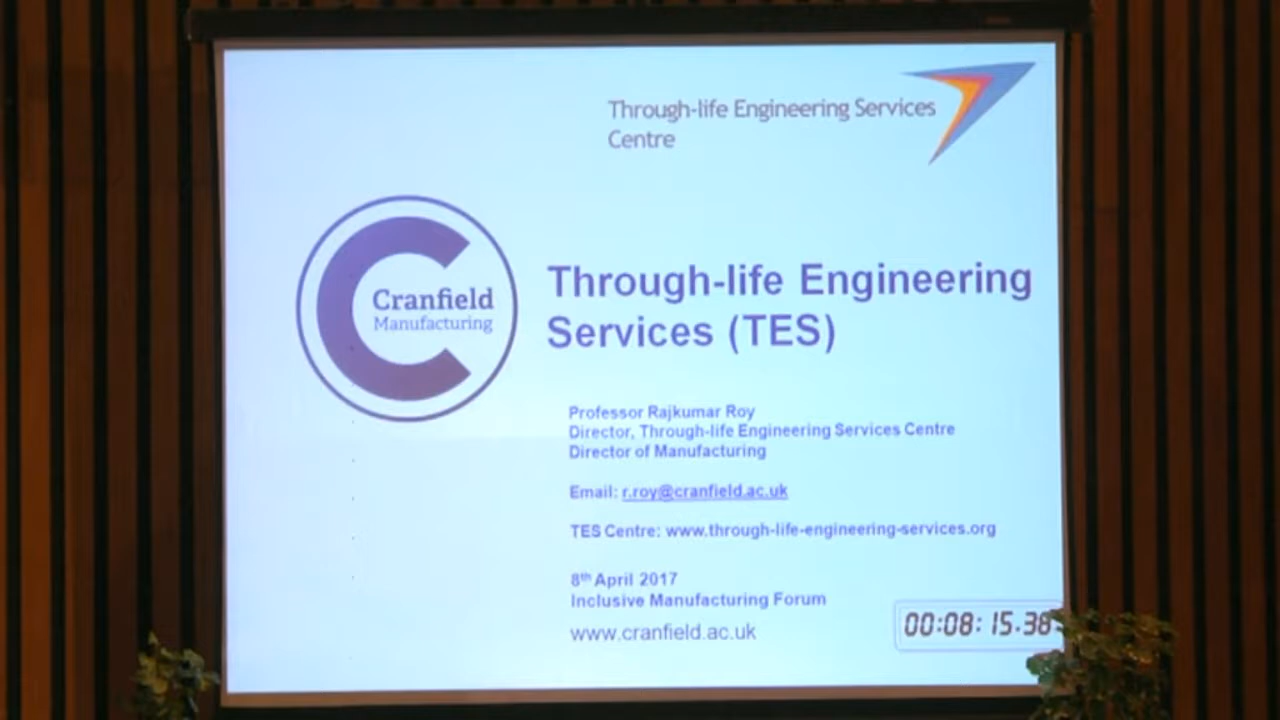 Through-life Engineering Services
Centre
Cranfield
Manufacturing
Through-life Engineering
Services (TES)
Professor Rajkumar Roy
Director, Through-life Engineering Services Centre
Director of Manufacturing
Email: r.roy@cranfield.ac.uk
TES Centre: www.through-life-engineering-services.org
8th April 2017
Inclusive Manufacturing Forum
www.cranfield.ac.uk
00:08:15.38